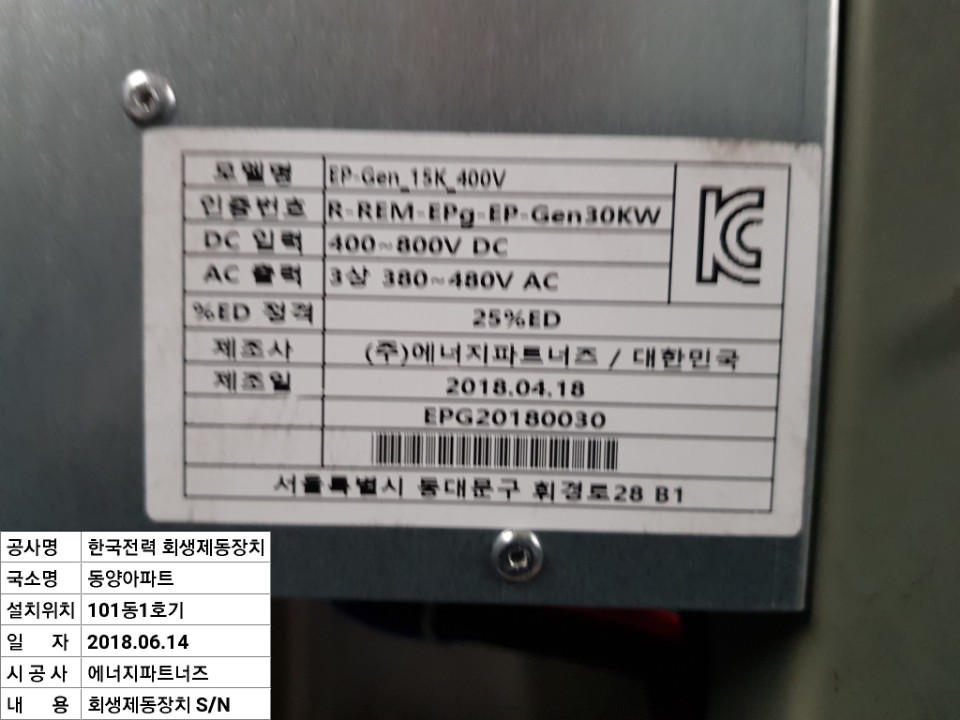 모델명 EP-Gen_15K_400V
인증번호 R-REM-EPg-EP-Gen30KW
DC 입력 400~800V DC
AC 출력 3상 380~480V AC
%ED 정격 25%ED
제조사 (주)에너지파트너즈 / 대한민국
제조일 2018.04.18
EPG20180030
서울특별시 동대문구 휘경로28 B1
공사명 한국전력 회생제동장치
국소명 동양아파트
설치위치 101동1호기
일 자 2018.06.14
시 공 사 에너지파트너즈
내 용 회생제동장치 S/N